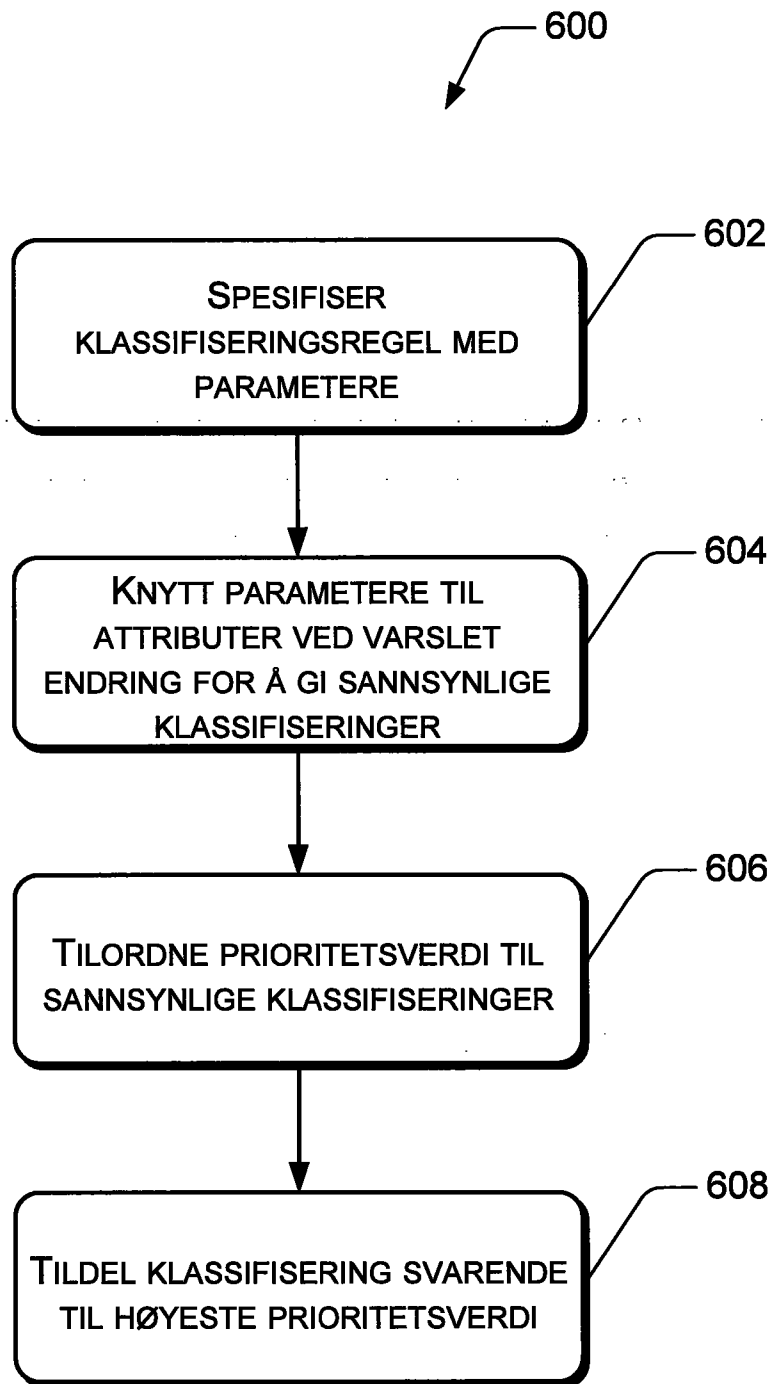 600
602
SPESIFISER
KLASSIFISERINGSREGEL MED
PARAMETERE
604
KNYTT PARAMETERE TIL
ATTRIBUTER VED VARSLET
ENDRING FOR Å GI SANNSYNLIGE
KLASSIFISERINGER
606
TILORDNE PRIORITETSVERDI TIL
SANNSYNLIGE KLASSIFISERINGER
608
TILDEL KLASSIFISERING SVARENDE
TIL HØYESTE PRIORITETSVERDI